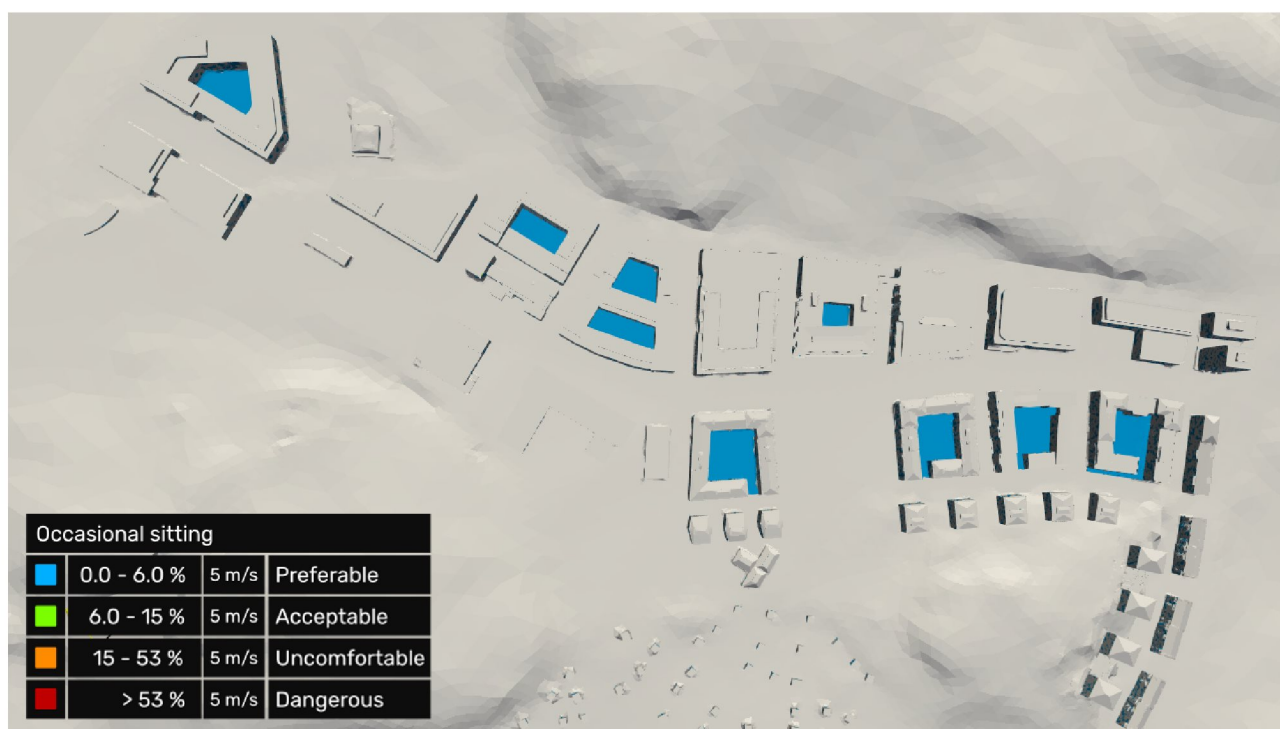 Occasional sitting
0.0 - 6.0 % 5 m/s Preferable
6.0 - 15 % 5 m/s Acceptable
15 - 53 % 5 m/s Uncomfortable
> 53 % 5 m/s Dangerous